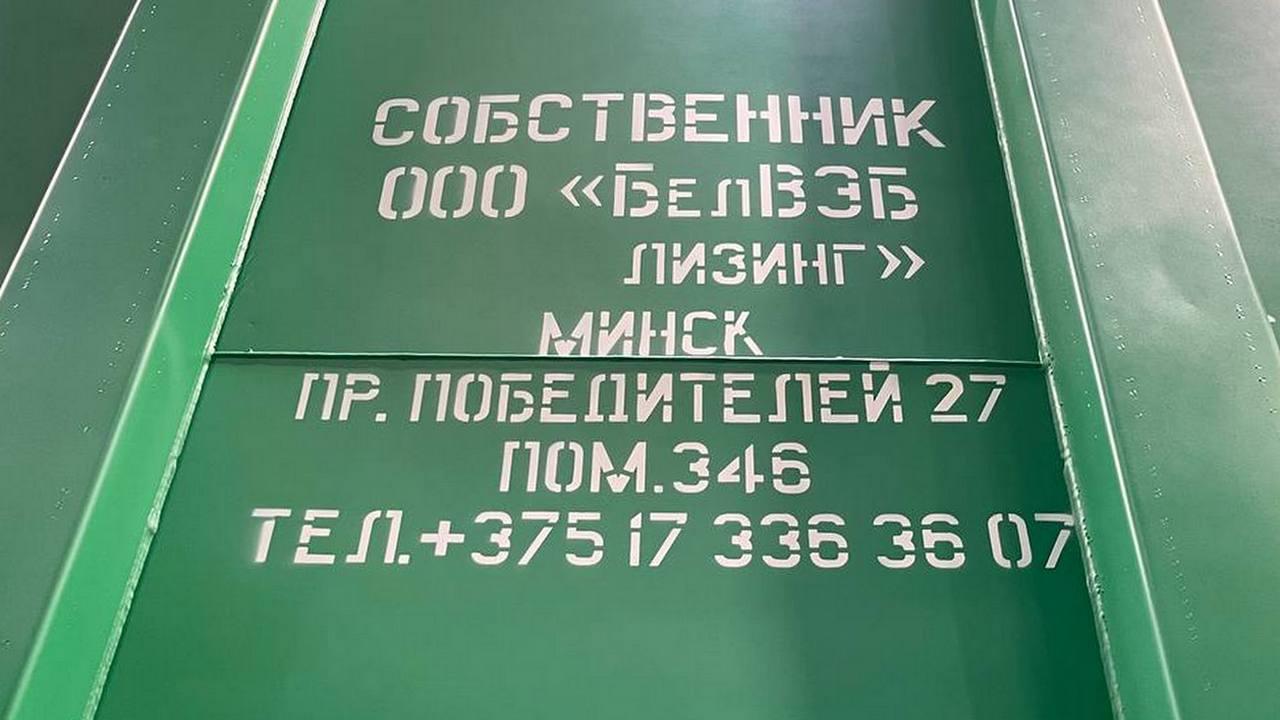 СОБСТВЕННИК
ООО «БелВЭБ
ЛИЗИНГ»
МИНСК
ПР. ПОБЕДИТЕЛЕЙ 27
ПОМ.346
ТЕЛ.+375 17 336 36 07